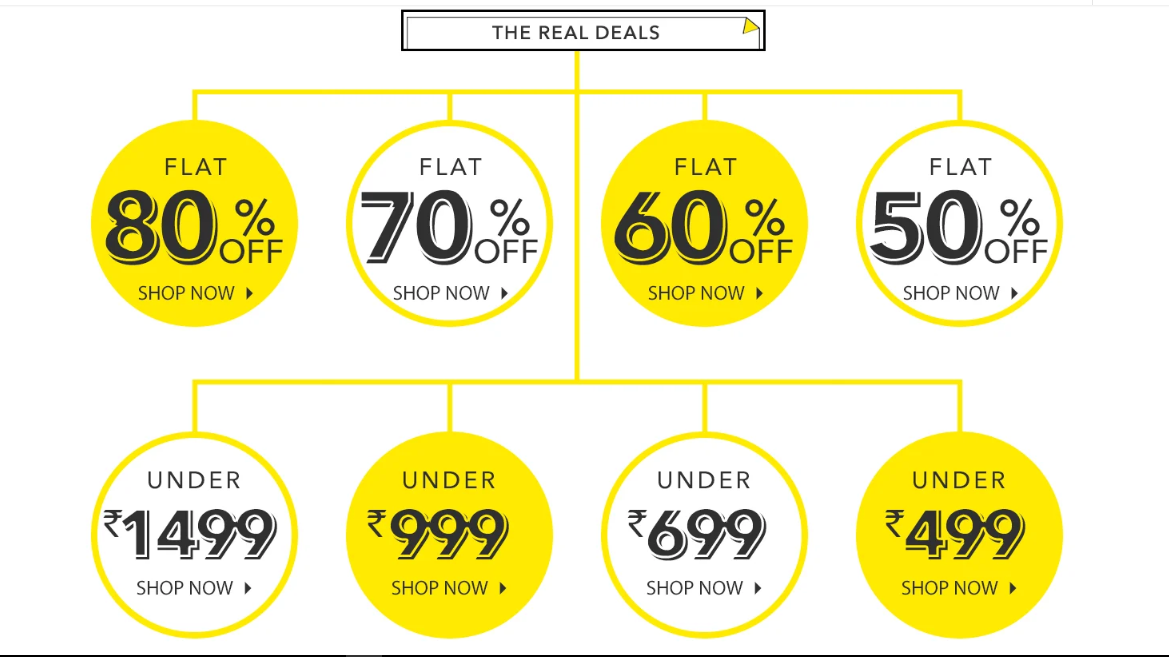 THE REAL DEALS
FLAT
80% OFF
SHOP NOW
FLAT
70% OFF
SHOP NOW
FLAT
60% OFF
SHOP NOW
FLAT
50% OFF
SHOP NOW
UNDER
₹1499
SHOP NOW
UNDER
₹999
SHOP NOW
UNDER
₹699
SHOP NOW
UNDER
₹499
SHOP NOW